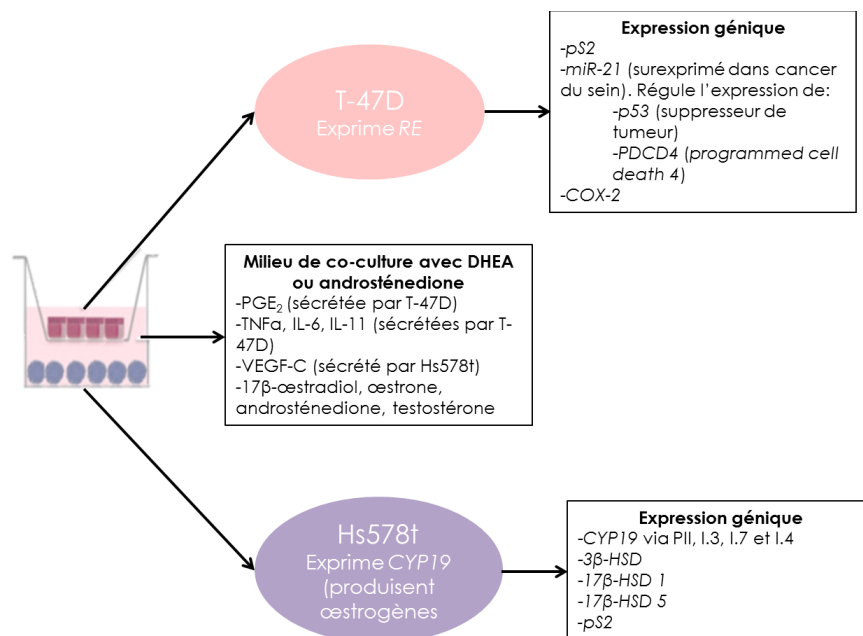 Expression génique
-pS2
-miR-21 (surexprimé dans cancer
du sein). Régule l’expression de:
-p53 (suppresseur de
tumeur)
-PDCD4 (programmed cell
death 4)
-COX-2
T-47D
Exprime RE
Milieu de co-culture avec DHEA
ou androsténedione
-PGE₂ (sécrétée par T-47D)
-TNFa, IL-6, IL-11 (sécrétées par T-
47D)
-VEGF-C (sécrété par Hs578t)
-17β-œstradiol, œstrone,
androsténedione, testostérone
Hs578t
Exprime CYP19
(produisent
œstrogènes
Expression génique
-CYP19 via PII, I.3, I.7 et I.4
-3β-HSD
-17β-HSD 1
-17β-HSD 5
-pS2